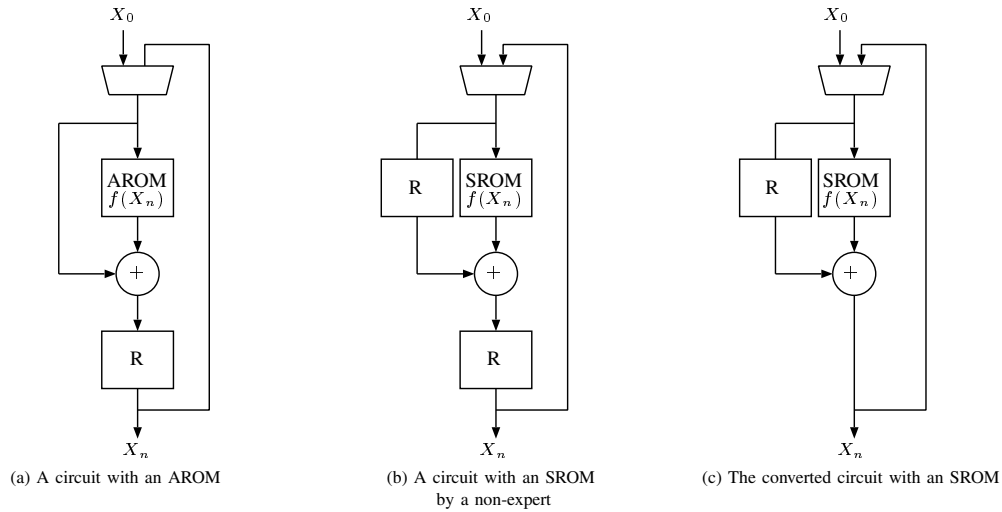 X0
X0
X0
AROM
f(Xn)
R
SROM
f(Xn)
R
SROM
f(Xn)
+
+
+
R
R
Xn
Xn
Xn
(a) A circuit with an AROM
(b) A circuit with an SROM
by a non-expert
(c) The converted circuit with an SROM